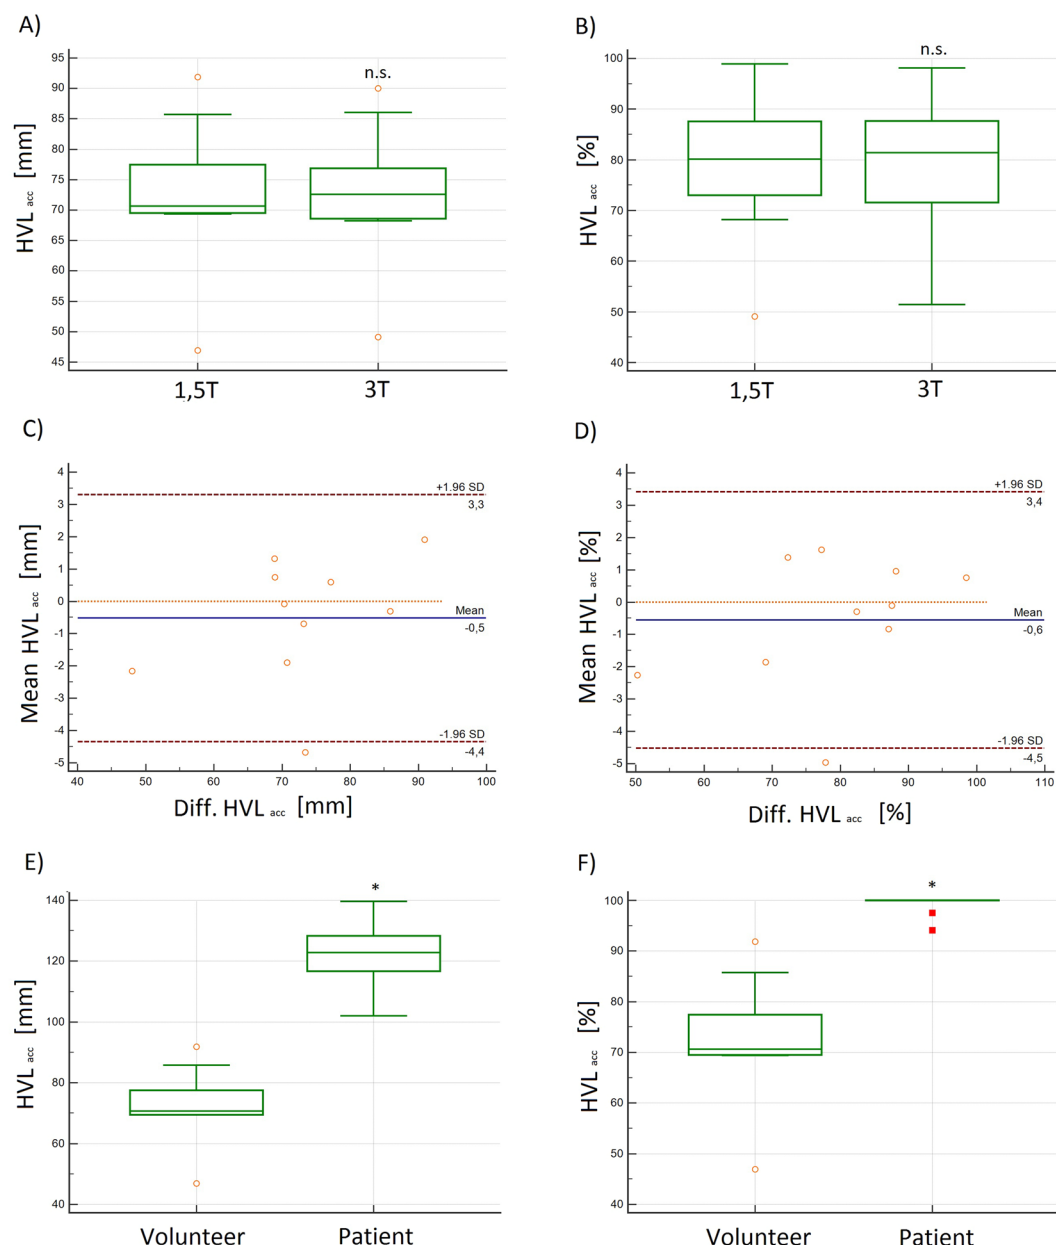 A)
HVL acc [mm]
95
90
85
80
75
70
65
60
55
50
45
n.s.
1,5T
3T
B)
HVL acc [%]
100
90
80
70
60
50
40
n.s.
1,5T
3T
C)
Mean HVL acc [mm]
4
3
2
1
0
-1
-2
-3
-4
-5
+1.96 SD
3,3
Mean
-0,5
-1.96 SD
-4,4
40 50 60 70 80 90 100
Diff. HVL acc [mm]
D)
Mean HVL acc [%]
4
3
2
1
0
-1
-2
-3
-4
-5
+1.96 SD
3,4
Mean
-0,6
-1.96 SD
-4,5
50 60 70 80 90 100 110
Diff. HVL acc [%]
E)
HVL acc [mm]
140
120
100
80
60
40
*
Volunteer
Patient
F)
HVL acc [%]
100
90
80
70
60
50
40
*
Volunteer
Patient